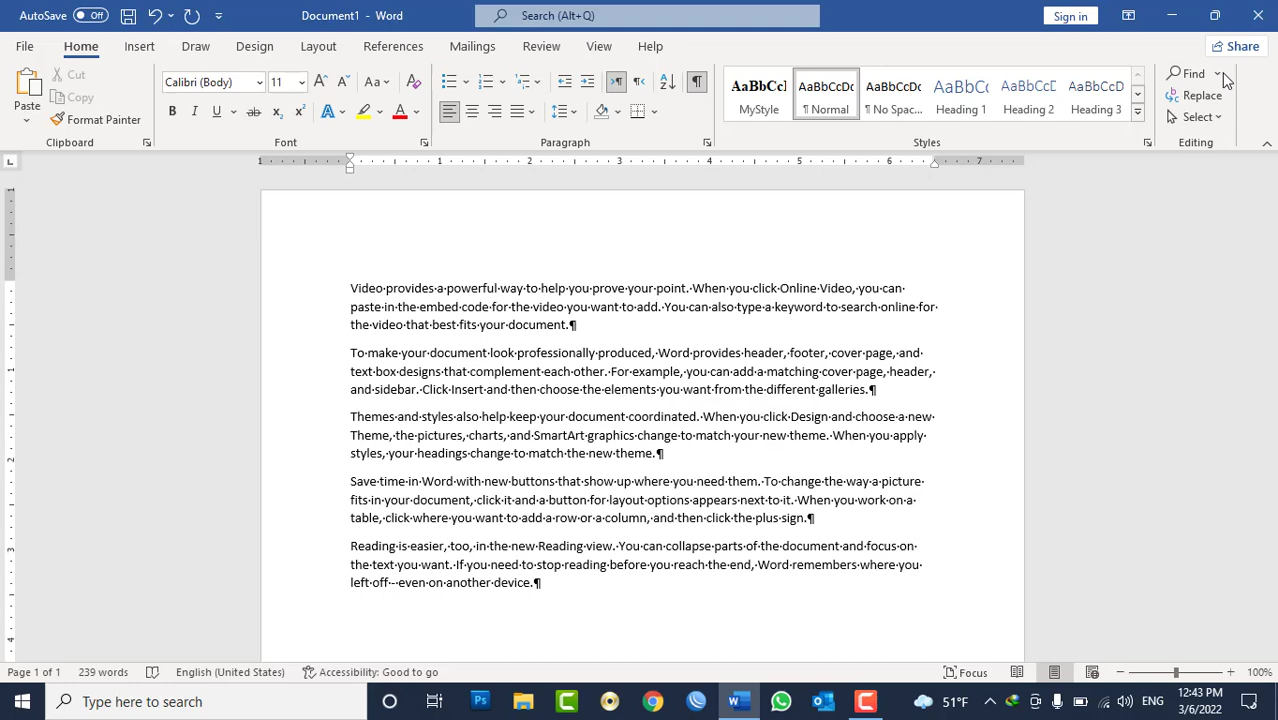 AutoSave Off Document1 - Word Search (Alt+Q) Sign in
File Home Insert Draw Design Layout References Mailings Review View Help Share
Paste
Cut
Copy
Format Painter
Clipboard
Calibri (Body) 11
Font
Paragraph
AaBbCcI AaBbCcDc AaBbCcDc AaBbC( AaBbCcD AaBbCcD
MyStyle ¶ Normal ¶ No Spac... Heading 1 Heading 2 Heading 3
Styles
Find
Replace
Select
Editing
1 1 2 3 4 5 6 7
Video·provides·a·powerful·way·to·help·you·prove·your·point.·When·you·click·Online·Video,·you·can·
paste·in·the·embed·code·for·the·video·you·want·to·add.·You·can·also·type·a·keyword·to·search·online·for·
the·video·that·best·fits·your·document.¶
To·make·your·document·look·professionally·produced,·Word·provides·header,·footer,·cover·page,·and·
text·box·designs·that·complement·each·other.·For·example,·you·can·add·a·matching·cover·page,·header,·
and·sidebar.·Click·Insert·and·then·choose·the·elements·you·want·from·the·different·galleries.¶
Themes·and·styles·also·help·keep·your·document·coordinated.·When·you·click·Design·and·choose·a·new·
Theme,·the·pictures,·charts,·and·SmartArt·graphics·change·to·match·your·new·theme.·When·you·apply·
styles,·your·headings·change·to·match·the·new·theme.¶
Save·time·in·Word·with·new·buttons·that·show·up·where·you·need·them.·To·change·the·way·a·picture·
fits·in·your·document,·click·it·and·a·button·for·layout·options·appears·next·to·it.·When·you·work·on·a·
table,·click·where·you·want·to·add·a·row·or·a·column,·and·then·click·the·plus·sign.¶
Reading·is·easier,·too,·in·the·new·Reading·view.·You·can·collapse·parts·of·the·document·and·focus·on·
the·text·you·want.·If·you·need·to·stop·reading·before·you·reach·the·end,·Word·remembers·where·you·
left·off·-·even·on·another·device.¶
Page 1 of 1 239 words English (United States) Accessibility: Good to go Focus 100%
Type here to search 51°F ENG 12:43 PM
3/6/2022